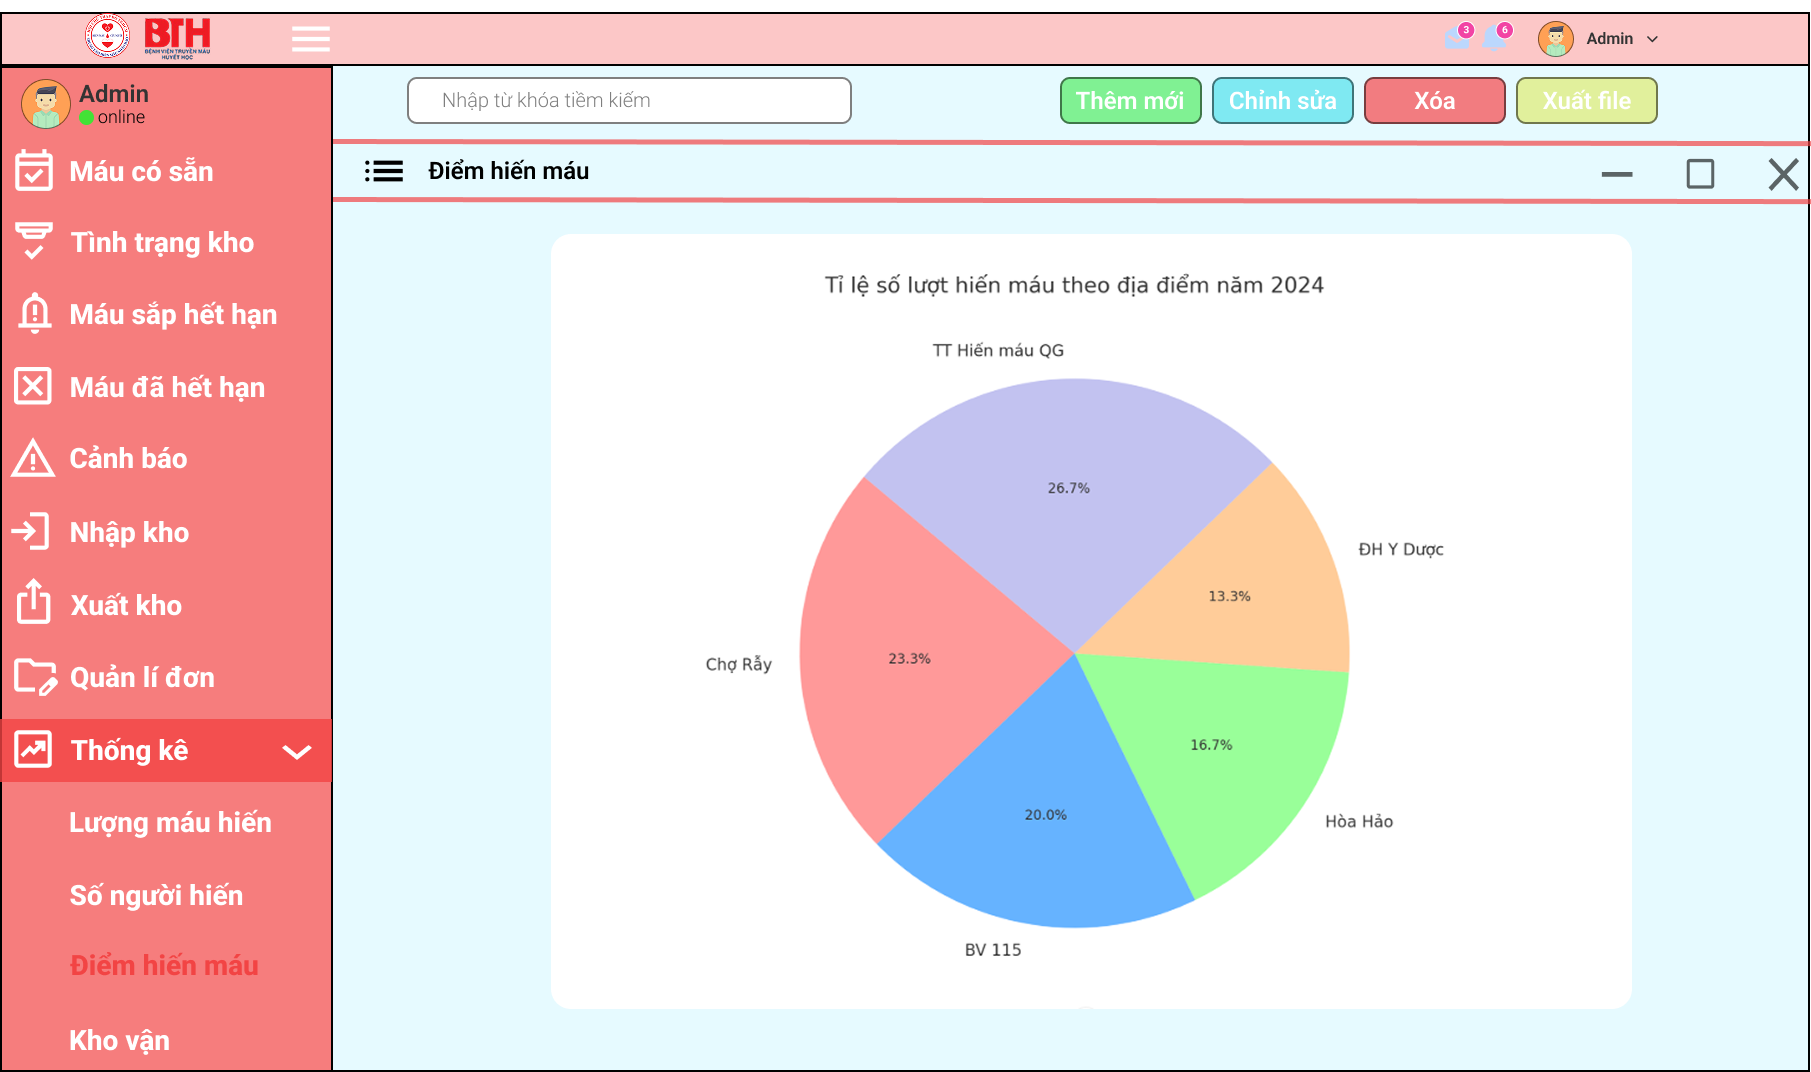 BTH
BỆNH VIỆN TRUYỀN MÁU
HUYẾT HỌC
3
6
Admin
Admin
online
Máu có sẵn
Tình trạng kho
Máu sắp hết hạn
Máu đã hết hạn
Cảnh báo
Nhập kho
Xuất kho
Quản lí đơn
Thống kê
Lượng máu hiến
Số người hiến
Điểm hiến máu
Kho vận
Nhập từ khóa tiềm kiếm
Thêm mới
Chỉnh sửa
Xóa
Xuất file
Điểm hiến máu
Tỉ lệ số lượt hiến máu theo địa điểm năm 2024
TT Hiến máu QG
26.7%
ĐH Y Dược
13.3%
Chợ Rẫy
23.3%
16.7%
Hòa Hảo
20.0%
BV 115